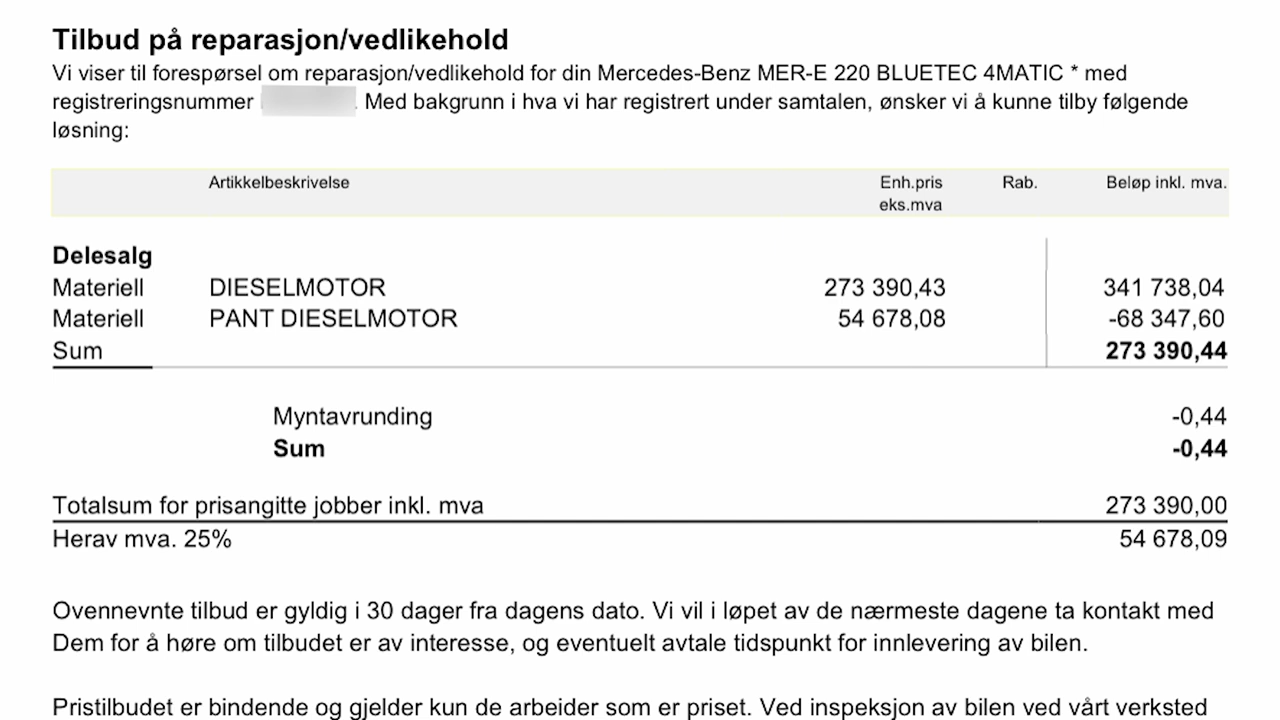 Tilbud på reparasjon/vedlikehold
Vi viser til forespørsel om reparasjon/vedlikehold for din Mercedes-Benz MER-E 220 BLUETEC 4MATIC * med
registreringsnummer . Med bakgrunn i hva vi har registrert under samtalen, ønsker vi å kunne tilby følgende
løsning:
Artikkelbeskrivelse Enh.pris Rab. Beløp inkl. mva.
eks.mva
Delesalg
Materiell DIESELMOTOR 273 390,43 341 738,04
Materiell PANT DIESELMOTOR 54 678,08 -68 347,60
Sum 273 390,44
Myntavrunding -0,44
Sum -0,44
Totalsum for prisangitte jobber inkl. mva 273 390,00
Herav mva. 25% 54 678,09
Ovennevnte tilbud er gyldig i 30 dager fra dagens dato. Vi vil i løpet av de nærmeste dagene ta kontakt med
Dem for å høre om tilbudet er av interesse, og eventuelt avtale tidspunkt for innlevering av bilen.
Pristilbudet er bindende og gjelder kun de arbeider som er priset. Ved inspeksjon av bilen ved vårt verksted